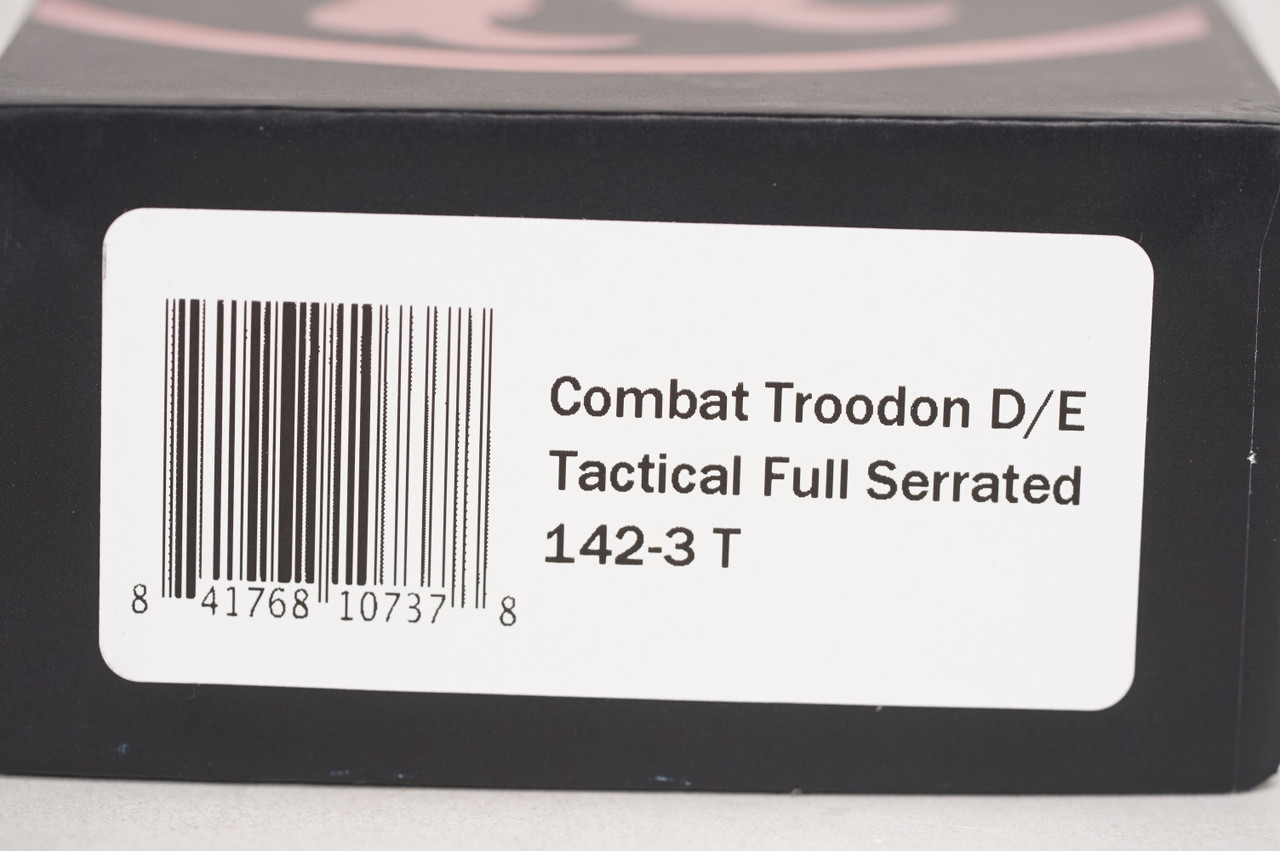 Combat Troodon D/E
Tactical Full Serrated
142-3 T
8 41768 10737 8